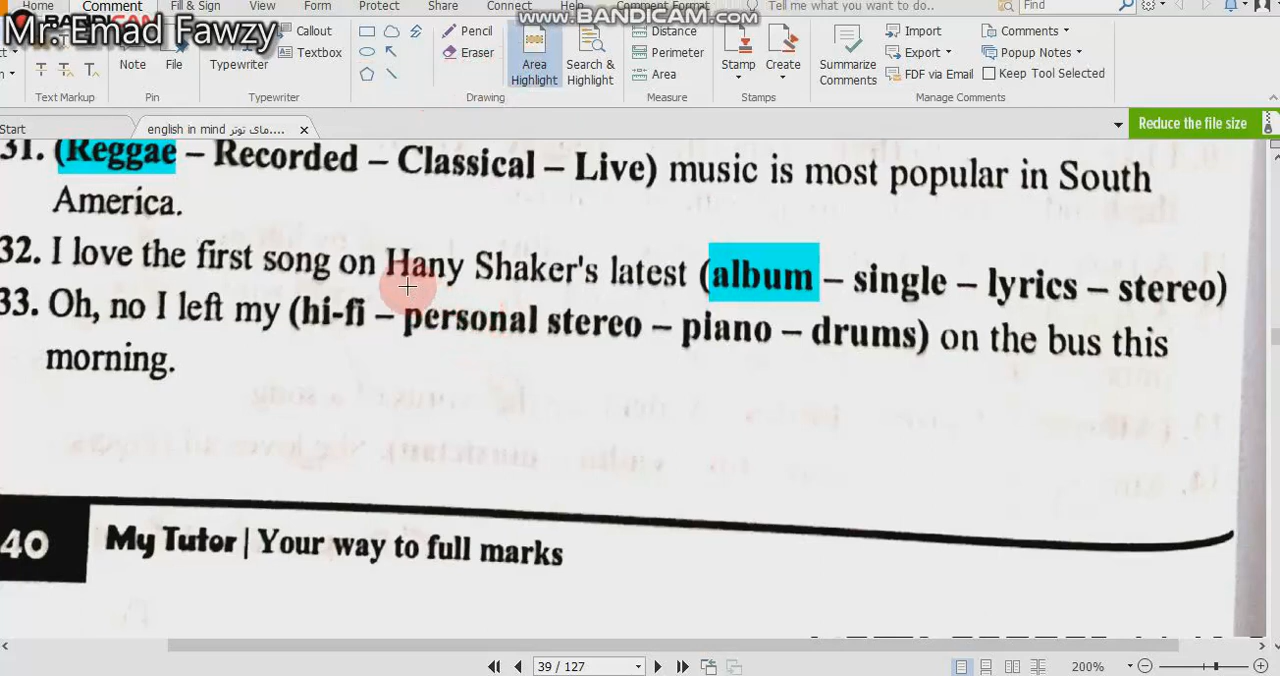 Home Comment Fill & Sign View Form Protect Share Connect Help Comment Format Tell me what you want to do.. Find
www.BANDICAM.com
BANDICAM
Mr. Emad Fawzy
Note File Typewriter Callout Textbox Pencil Eraser Area Highlight Search & Highlight Distance Perimeter Area Stamp Create Summarize Comments Import Export FDF via Email Comments Popup Notes Keep Tool Selected
Text Markup Pin Typewriter Drawing Measure Stamps Manage Comments
Start english in mind ماى توتر.... Reduce the file size
31. (Reggae – Recorded – Classical – Live) music is most popular in South
America.
32. I love the first song on Hany Shaker's latest (album – single – lyrics – stereo)
33. Oh, no I left my (hi-fi – personal stereo – piano – drums) on the bus this
morning.
40 My Tutor | Your way to full marks
39 / 127 200%